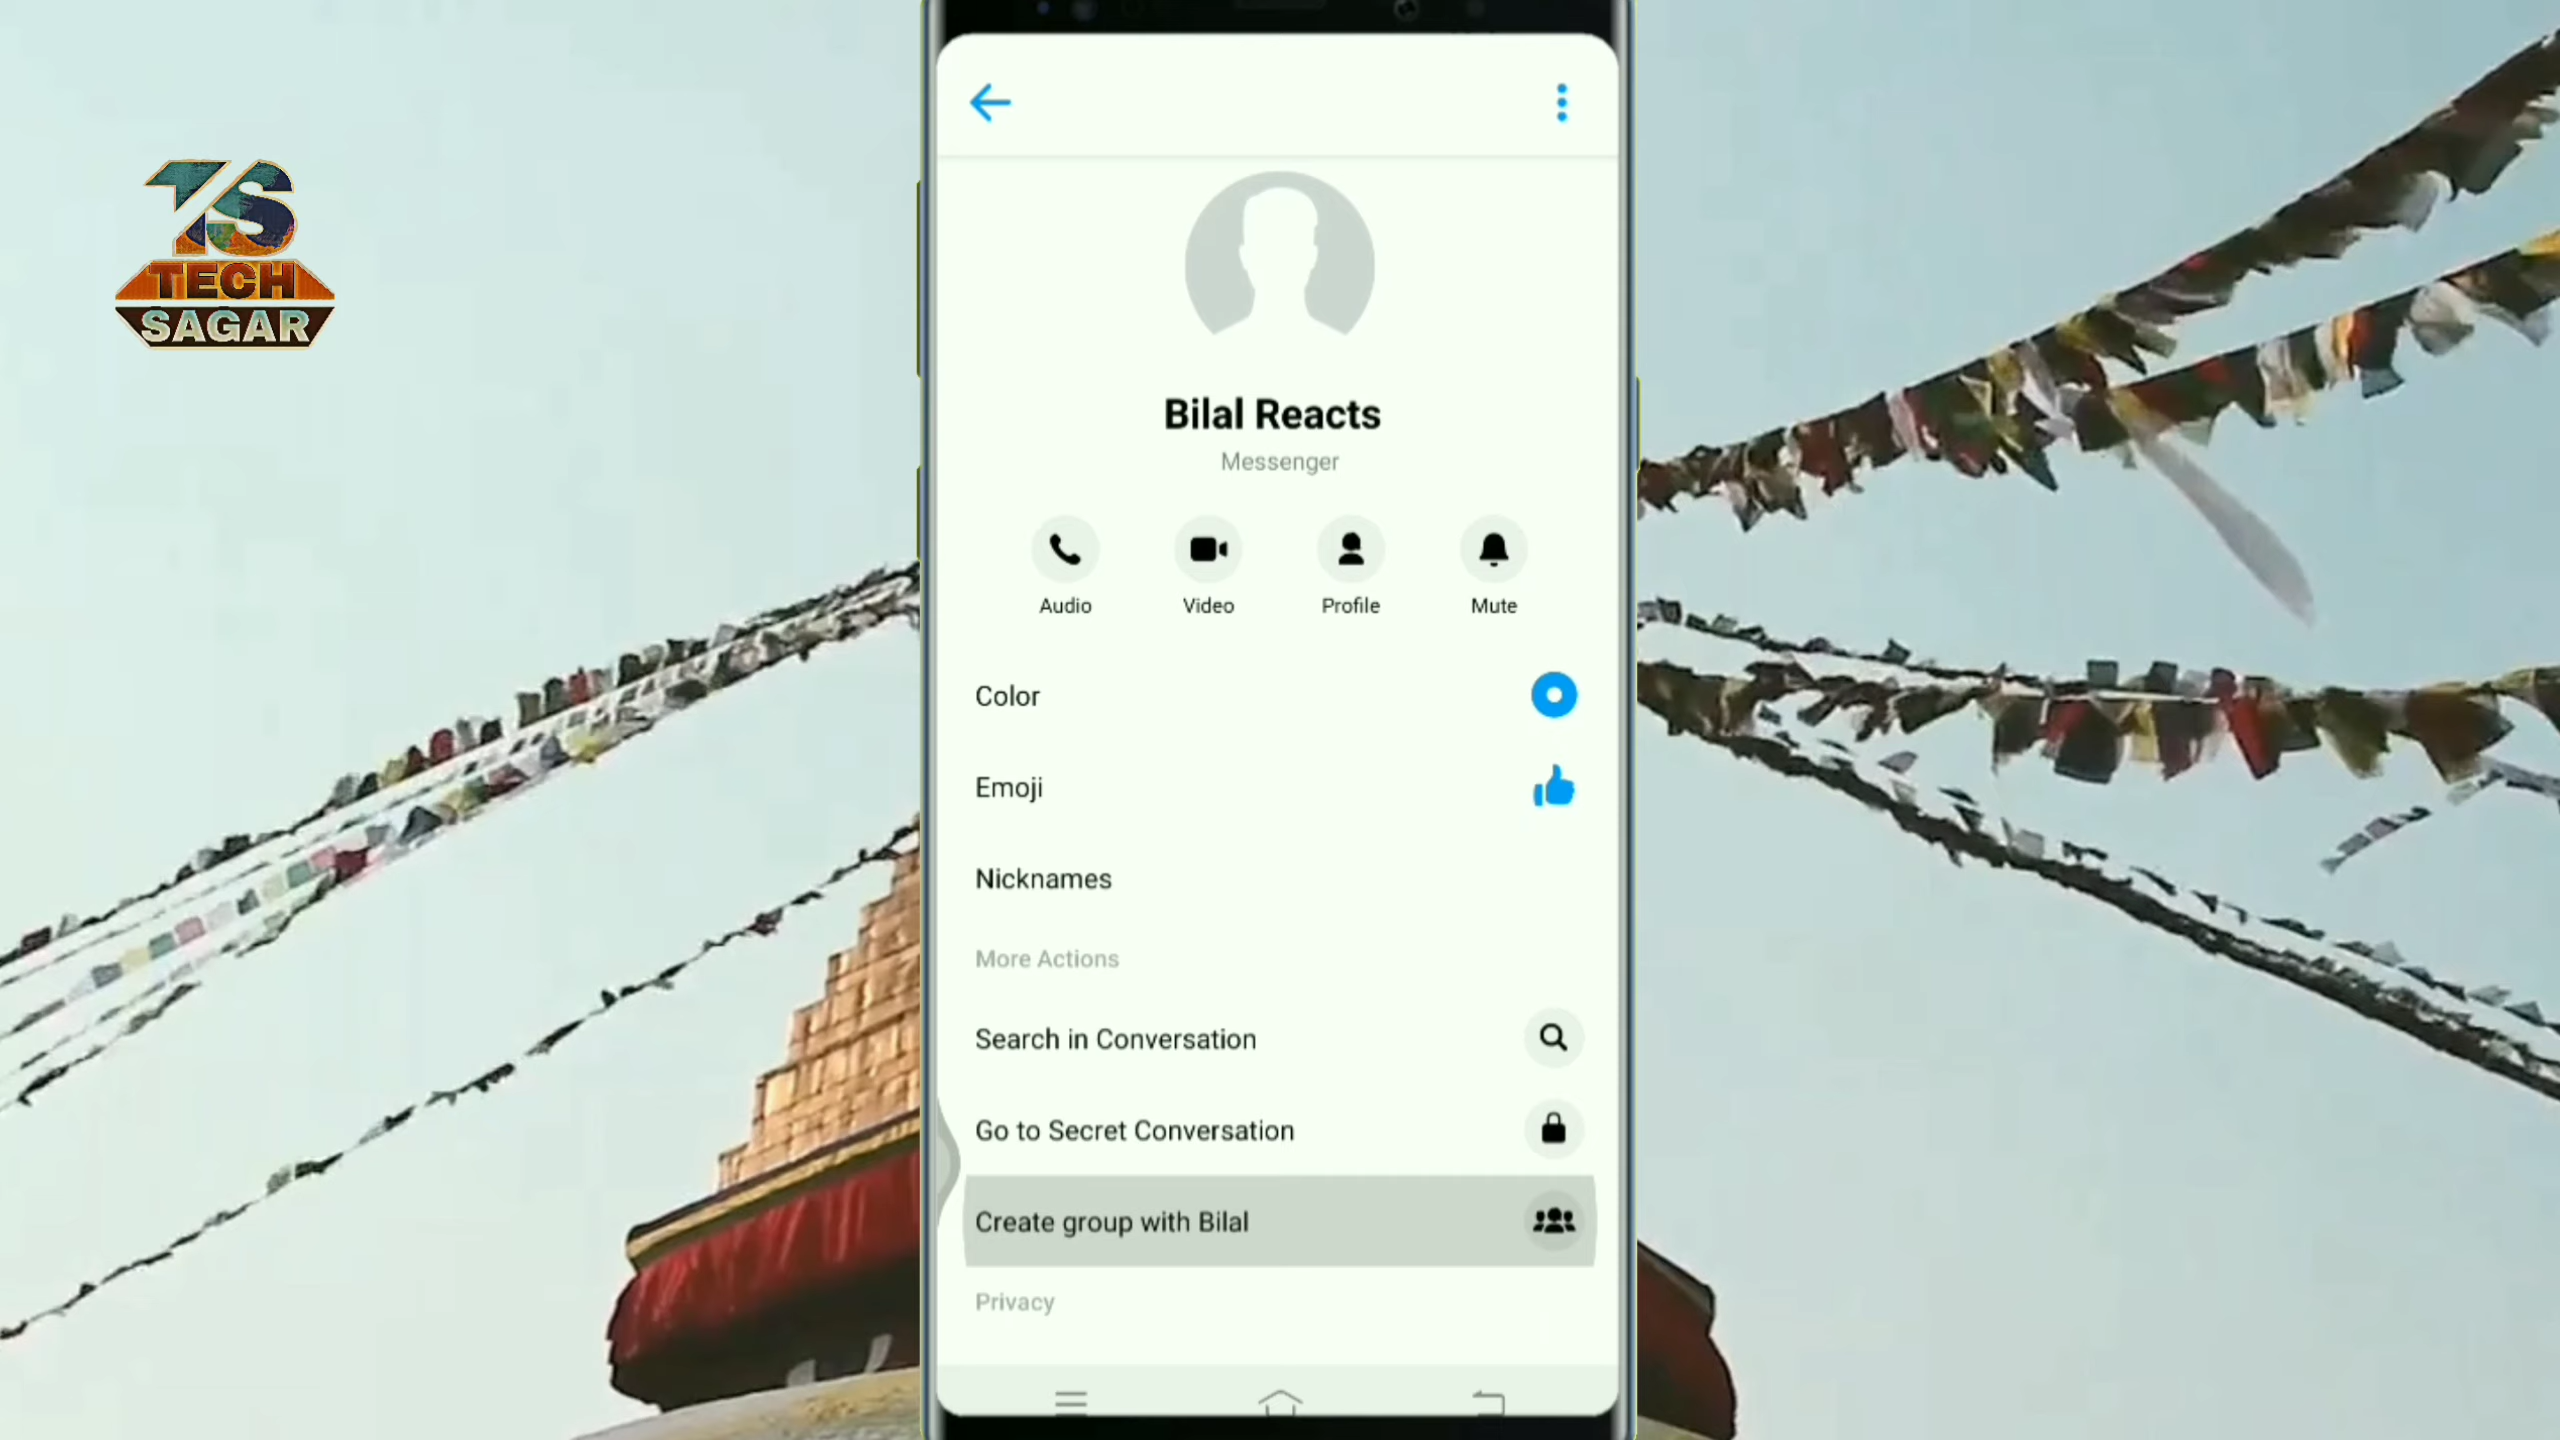 TS
TECH
SAGAR
Bilal Reacts
Messenger
Audio
Video
Profile
Mute
Color
Emoji
Nicknames
More Actions
Search in Conversation
Go to Secret Conversation
Create group with Bilal
Privacy